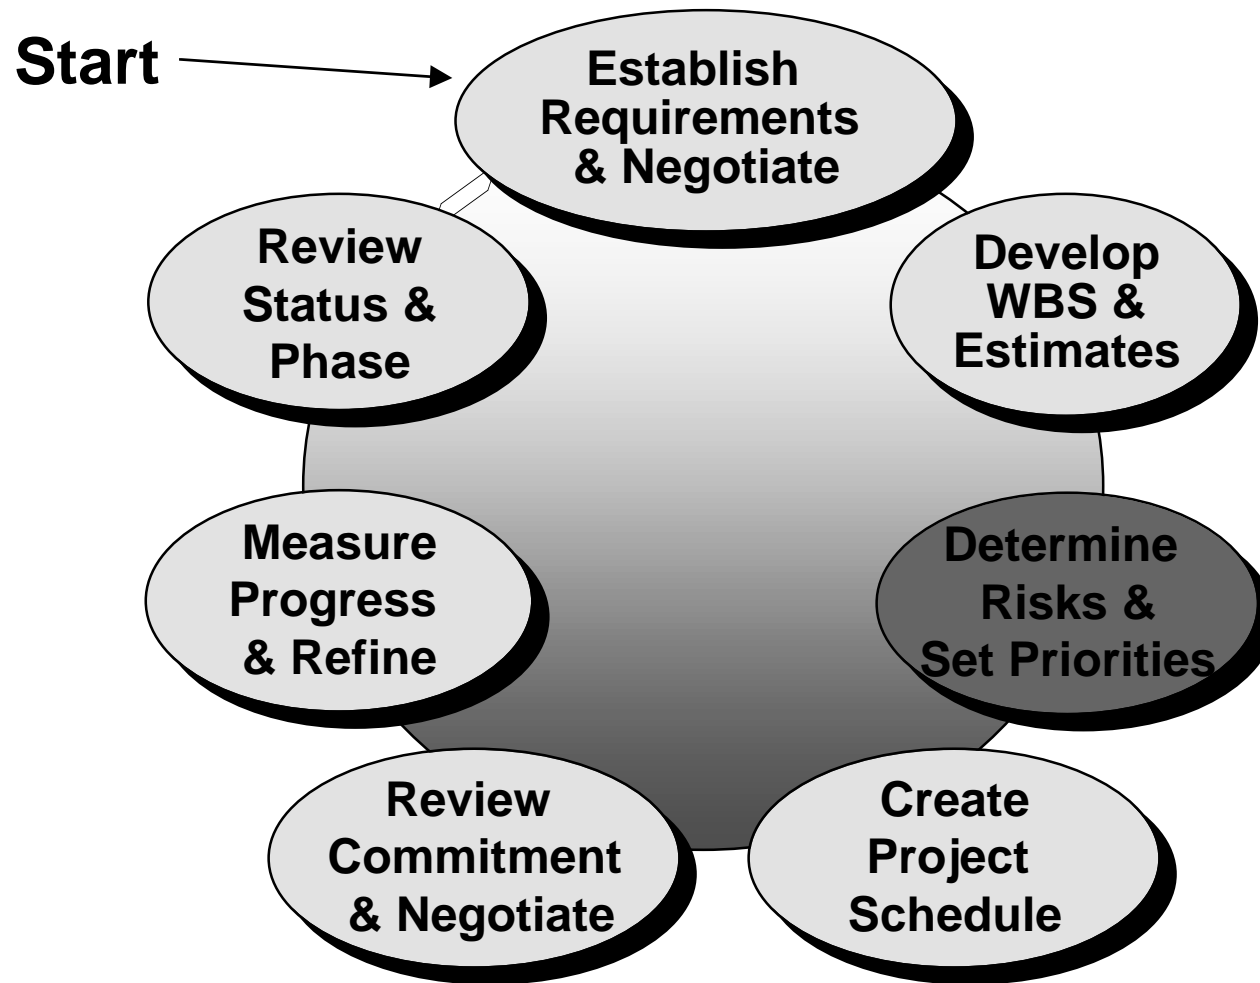 Start
Establish
Requirements
& Negotiate
Develop
WBS &
Estimates
Determine
Risks &
Set Priorities
Create
Project
Schedule
Review
Commitment
& Negotiate
Measure
Progress
& Refine
Review
Status &
Phase